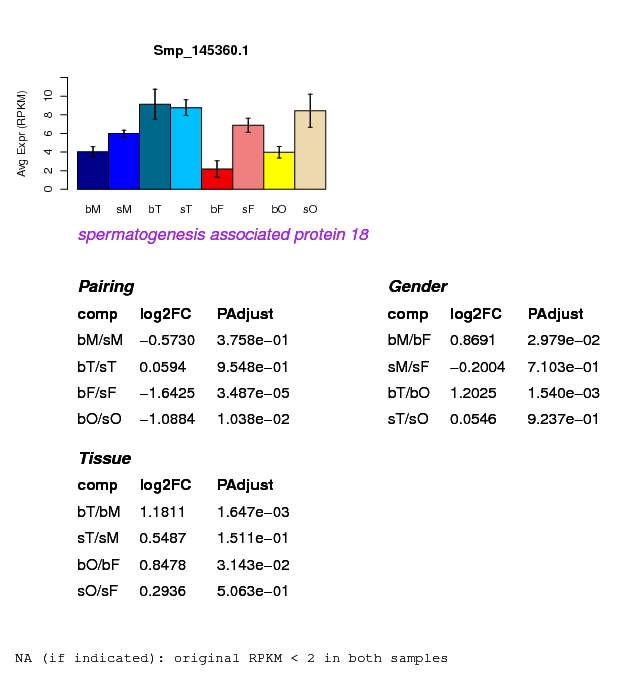 Smp_145360.1
Avg Expr (RPKM)
0 2 4 6 8 10
bM sM bT sT bF sF bO sO
spermatogenesis associated protein 18
Pairing
comp log2FC PAdjust
bM/sM −0.5730 3.758e−01
bT/sT 0.0594 9.548e−01
bF/sF −1.6425 3.487e−05
bO/sO −1.0884 1.038e−02
Gender
comp log2FC PAdjust
bM/bF 0.8691 2.979e−02
sM/sF −0.2004 7.103e−01
bT/bO 1.2025 1.540e−03
sT/sO 0.0546 9.237e−01
Tissue
comp log2FC PAdjust
bT/bM 1.1811 1.647e−03
sT/sM 0.5487 1.511e−01
bO/bF 0.8478 3.143e−02
sO/sF 0.2936 5.063e−01
NA (if indicated): original RPKM < 2 in both samples